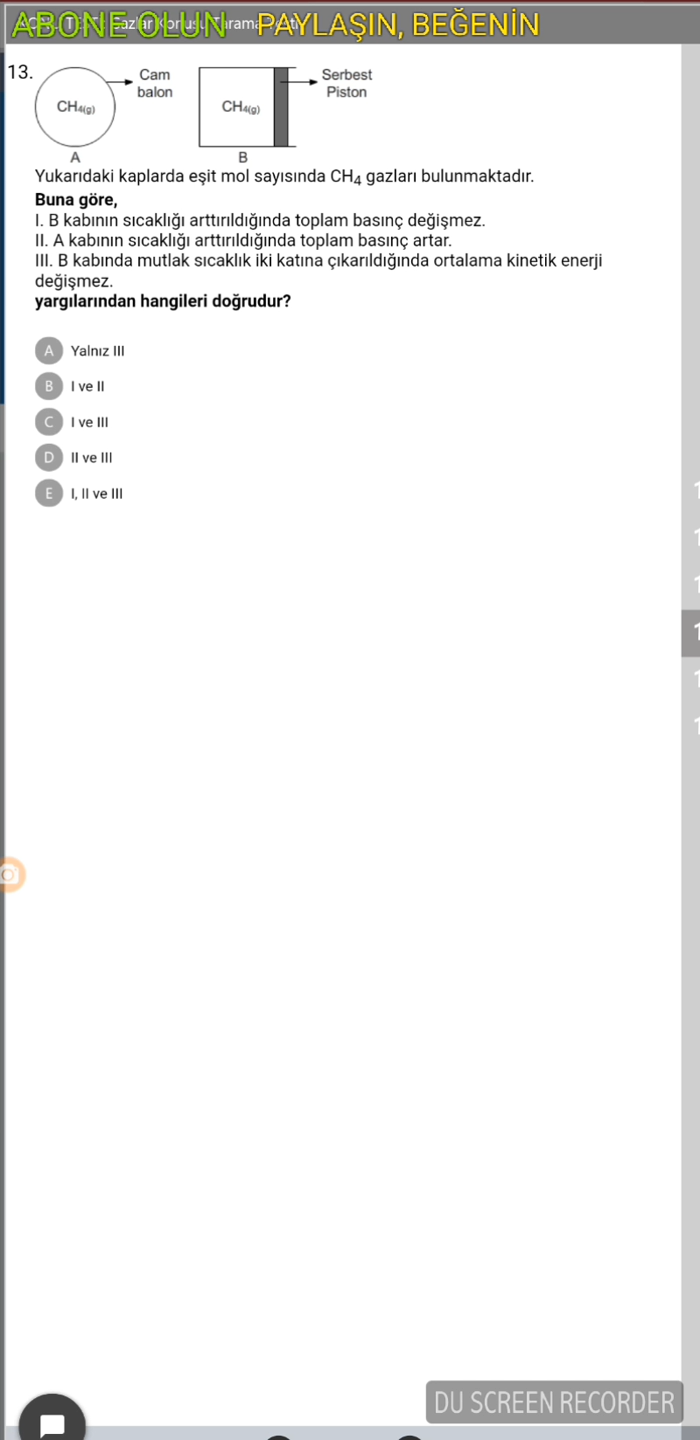 ABONE OLUN PAYLAŞIN, BEĞENİN
13.
Cam
balon
Serbest
Piston
CH4(g)
CH4(g)
A
B
Yukarıdaki kaplarda eşit mol sayısında CH4 gazları bulunmaktadır.
Buna göre,
I. B kabının sıcaklığı arttırıldığında toplam basınç değişmez.
II. A kabının sıcaklığı arttırıldığında toplam basınç artar.
III. B kabında mutlak sıcaklık iki katına çıkarıldığında ortalama kinetik enerji
değişmez.
yargılarından hangileri doğrudur?
A Yalnız III
B I ve II
C I ve III
D II ve III
E I, II ve III
DU SCREEN RECORDER